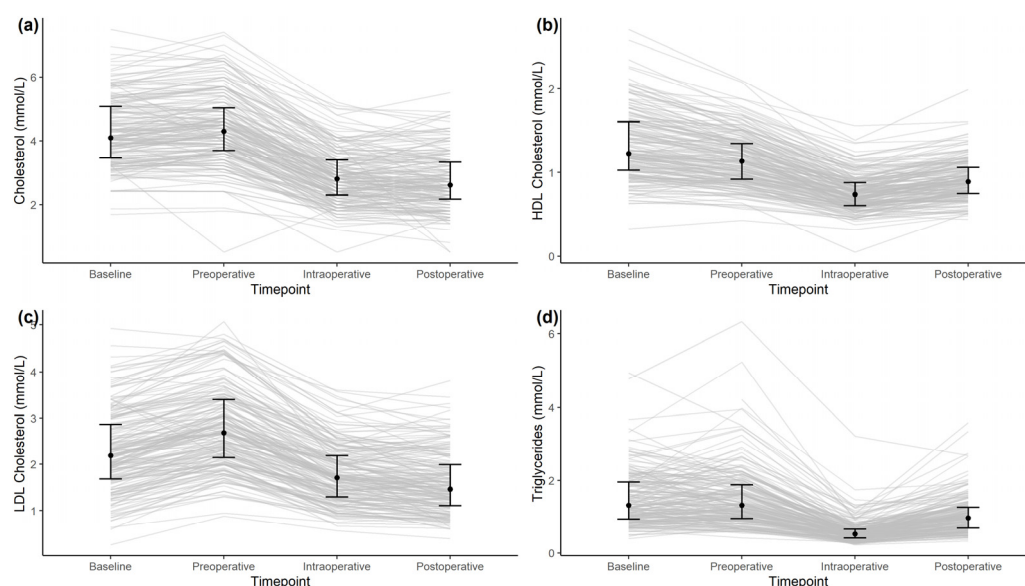 (a)
Cholesterol (mmol/L)
6
4
2
Baseline Preoperative Intraoperative Postoperative
Timepoint
(b)
HDL Cholesterol (mmol/L)
2
1
0
Baseline Preoperative Intraoperative Postoperative
Timepoint
(c)
LDL Cholesterol (mmol/L)
5
4
3
2
1
Baseline Preoperative Intraoperative Postoperative
Timepoint
(d)
Triglycerides (mmol/L)
6
4
2
0
Baseline Preoperative Intraoperative Postoperative
Timepoint